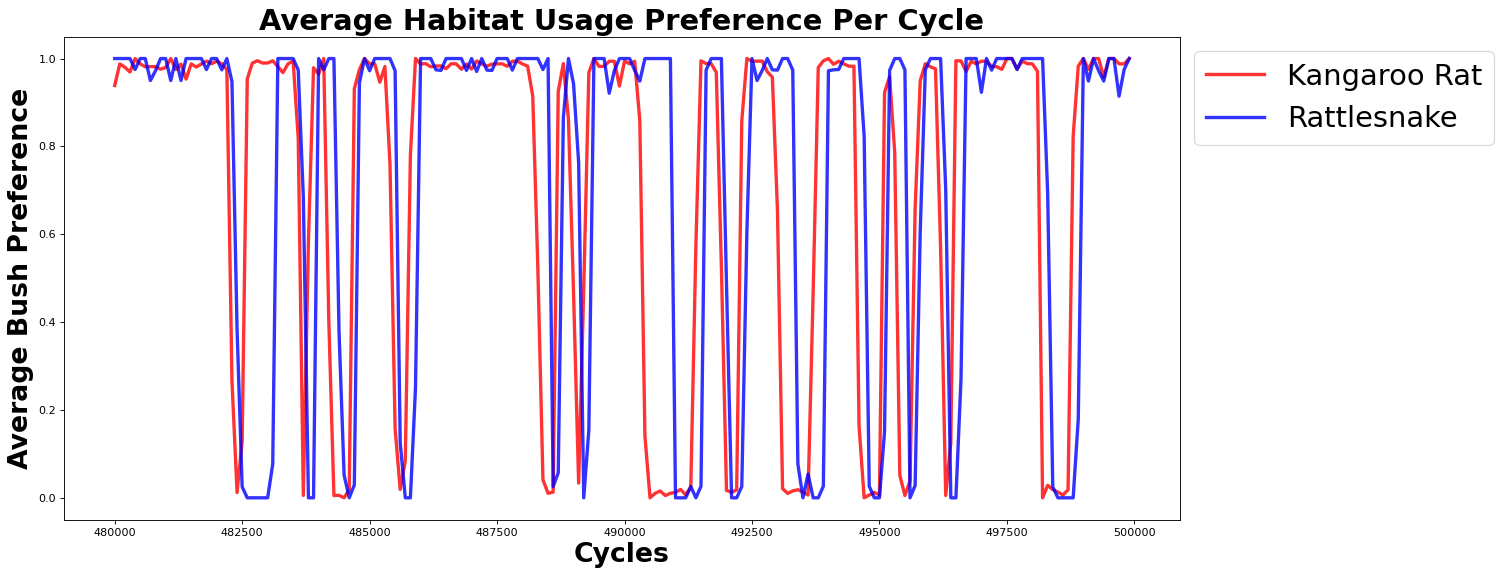 Average Habitat Usage Preference Per Cycle
Average Bush Preference
1.0
0.8
0.6
0.4
0.2
0.0
480000 482500 485000 487500 490000 492500 495000 497500 500000
Cycles
Kangaroo Rat
Rattlesnake